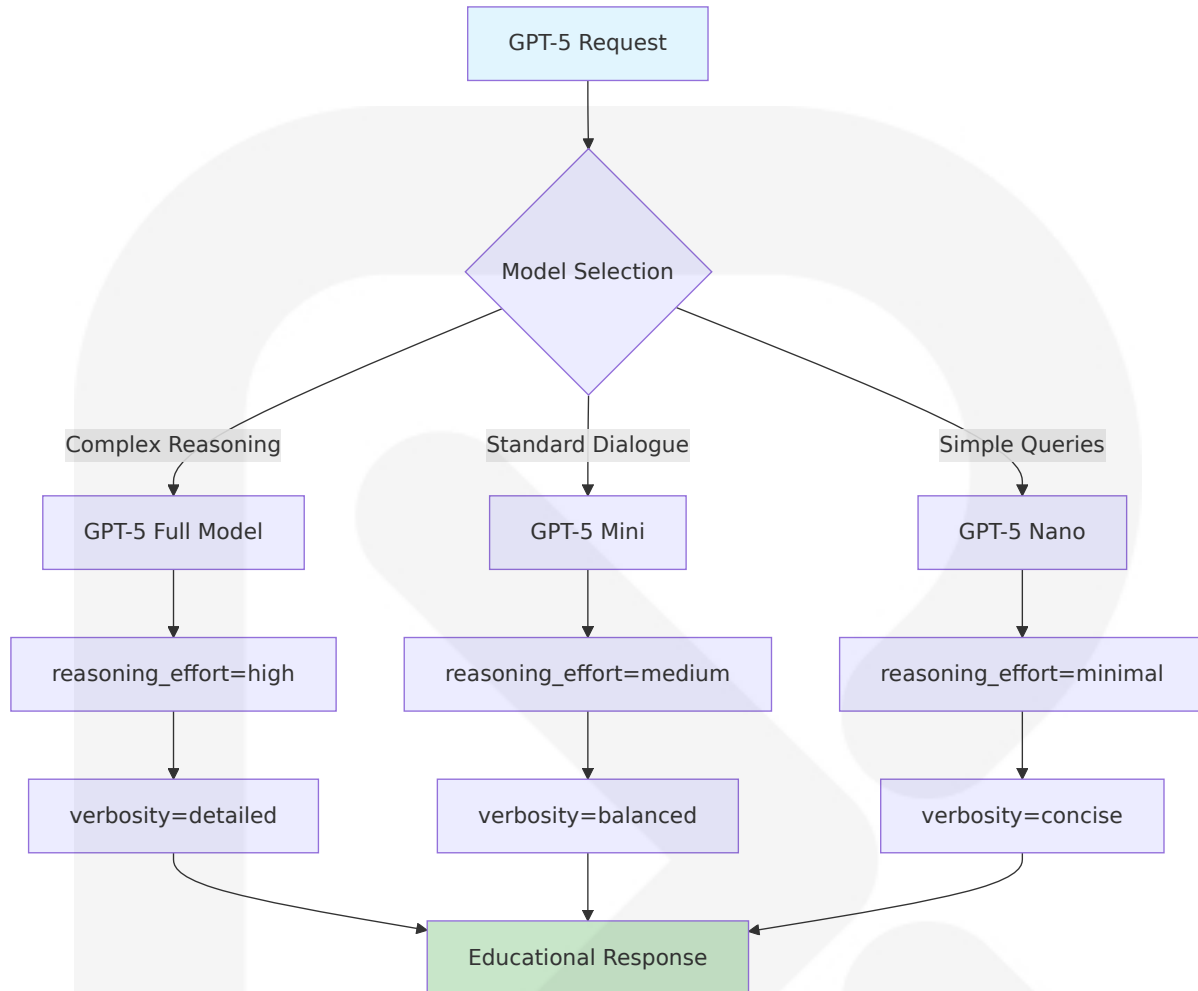 GPT-5 Request
Model Selection
Complex Reasoning
Standard Dialogue
Simple Queries
GPT-5 Full Model
GPT-5 Mini
GPT-5 Nano
reasoning_effort=high
reasoning_effort=medium
reasoning_effort=minimal
verbosity=detailed
verbosity=balanced
verbosity=concise
Educational Response